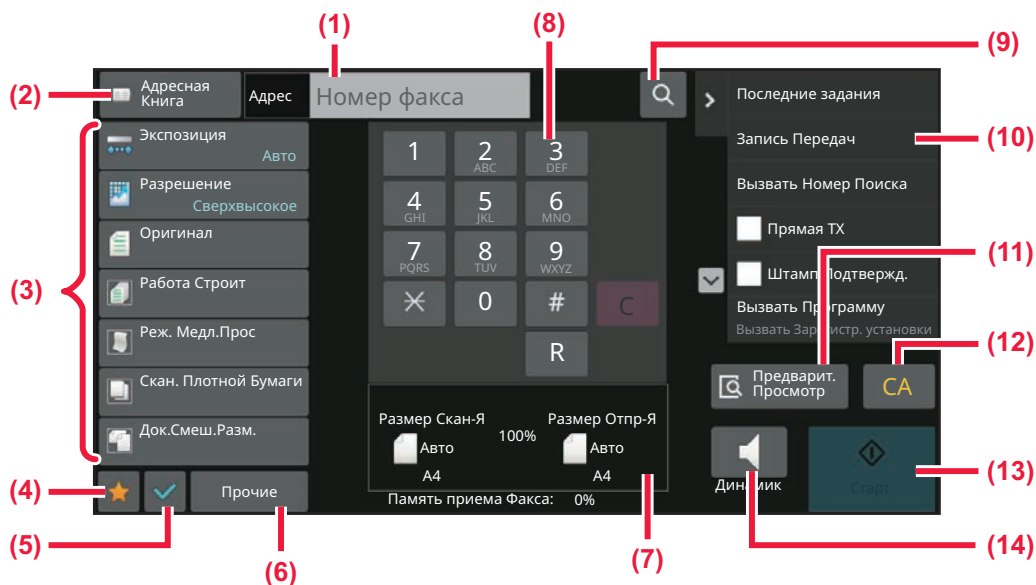 (1)
(8)
(9)
(2)
Адресная
Книга
Адрес
Номер факса
Последние задания
(3)
Экспозиция
Авто
Разрешение
Сверхвысокое
Оригинал
Работа Строит
Реж. Медл.Прос
Скан. Плотной Бумаги
Док.Смеш.Разм.
1
2
ABC
3
DEF
4
GHI
5
JKL
6
MNO
7
PQRS
8
TUV
9
WXYZ
0
#
C
R
Запись Передач
(10)
Вызвать Номер Поиска
Прямая TX
(11)
Штамп Подтвержд.
Вызвать Программу
Вызвать Зарегистр. установки
(12)
Предварит.
Просмотр
CA
Размер Скан-Я
Размер Отпр-Я
Авто
100%
Авто
A4
A4
Память приема Факса: 0%
Динамик
Старт
(13)
(4)
Прочие
(5)
(6)
(7)
(14)